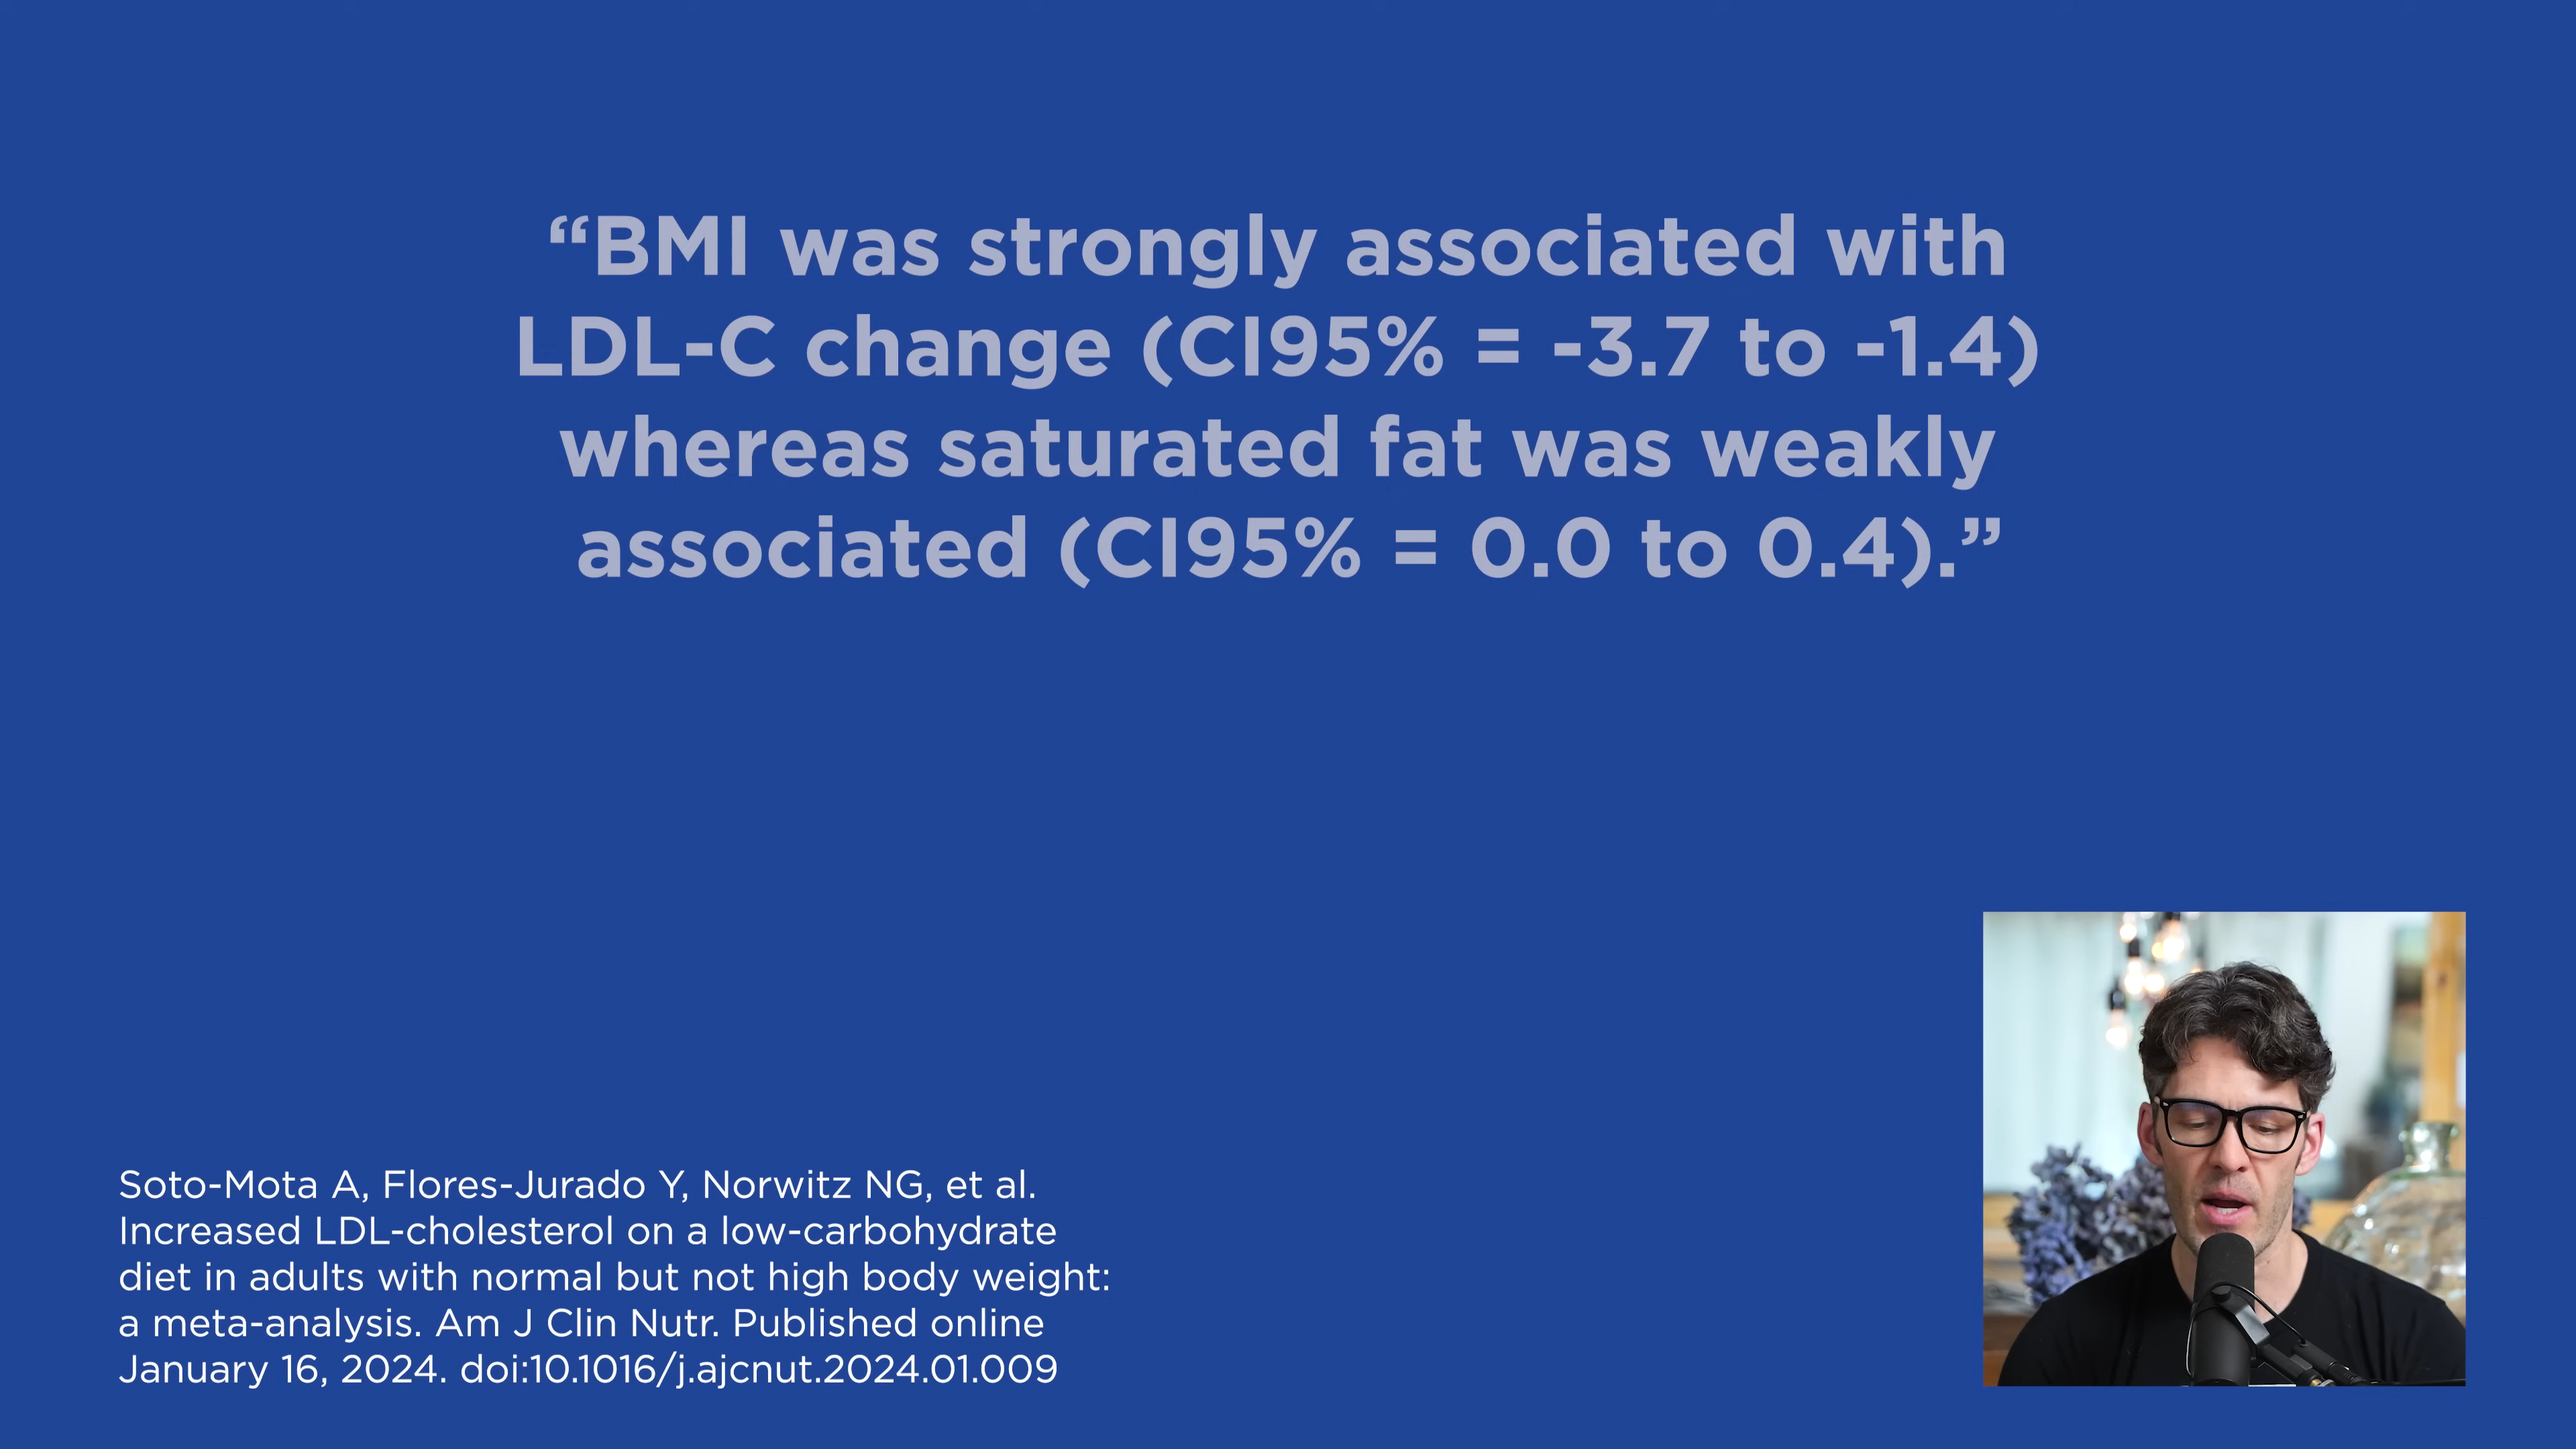 “BMI was strongly associated with
LDL-C change (CI95% = -3.7 to -1.4)
whereas saturated fat was weakly
associated (CI95% = 0.0 to 0.4).”
Soto-Mota A, Flores-Jurado Y, Norwitz NG, et al.
Increased LDL-cholesterol on a low-carbohydrate
diet in adults with normal but not high body weight:
a meta-analysis. Am J Clin Nutr. Published online
January 16, 2024. doi:10.1016/j.ajcnut.2024.01.009